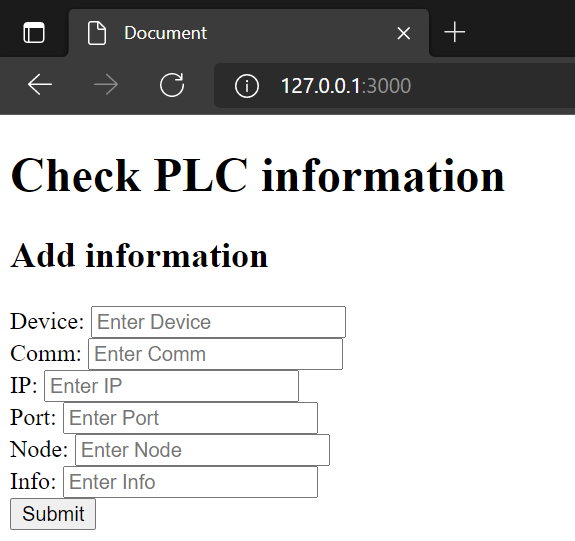 Document
127.0.0.1:3000
Check PLC information
Add information
Device: Enter Device
Comm: Enter Comm
IP: Enter IP
Port: Enter Port
Node: Enter Node
Info: Enter Info
Submit